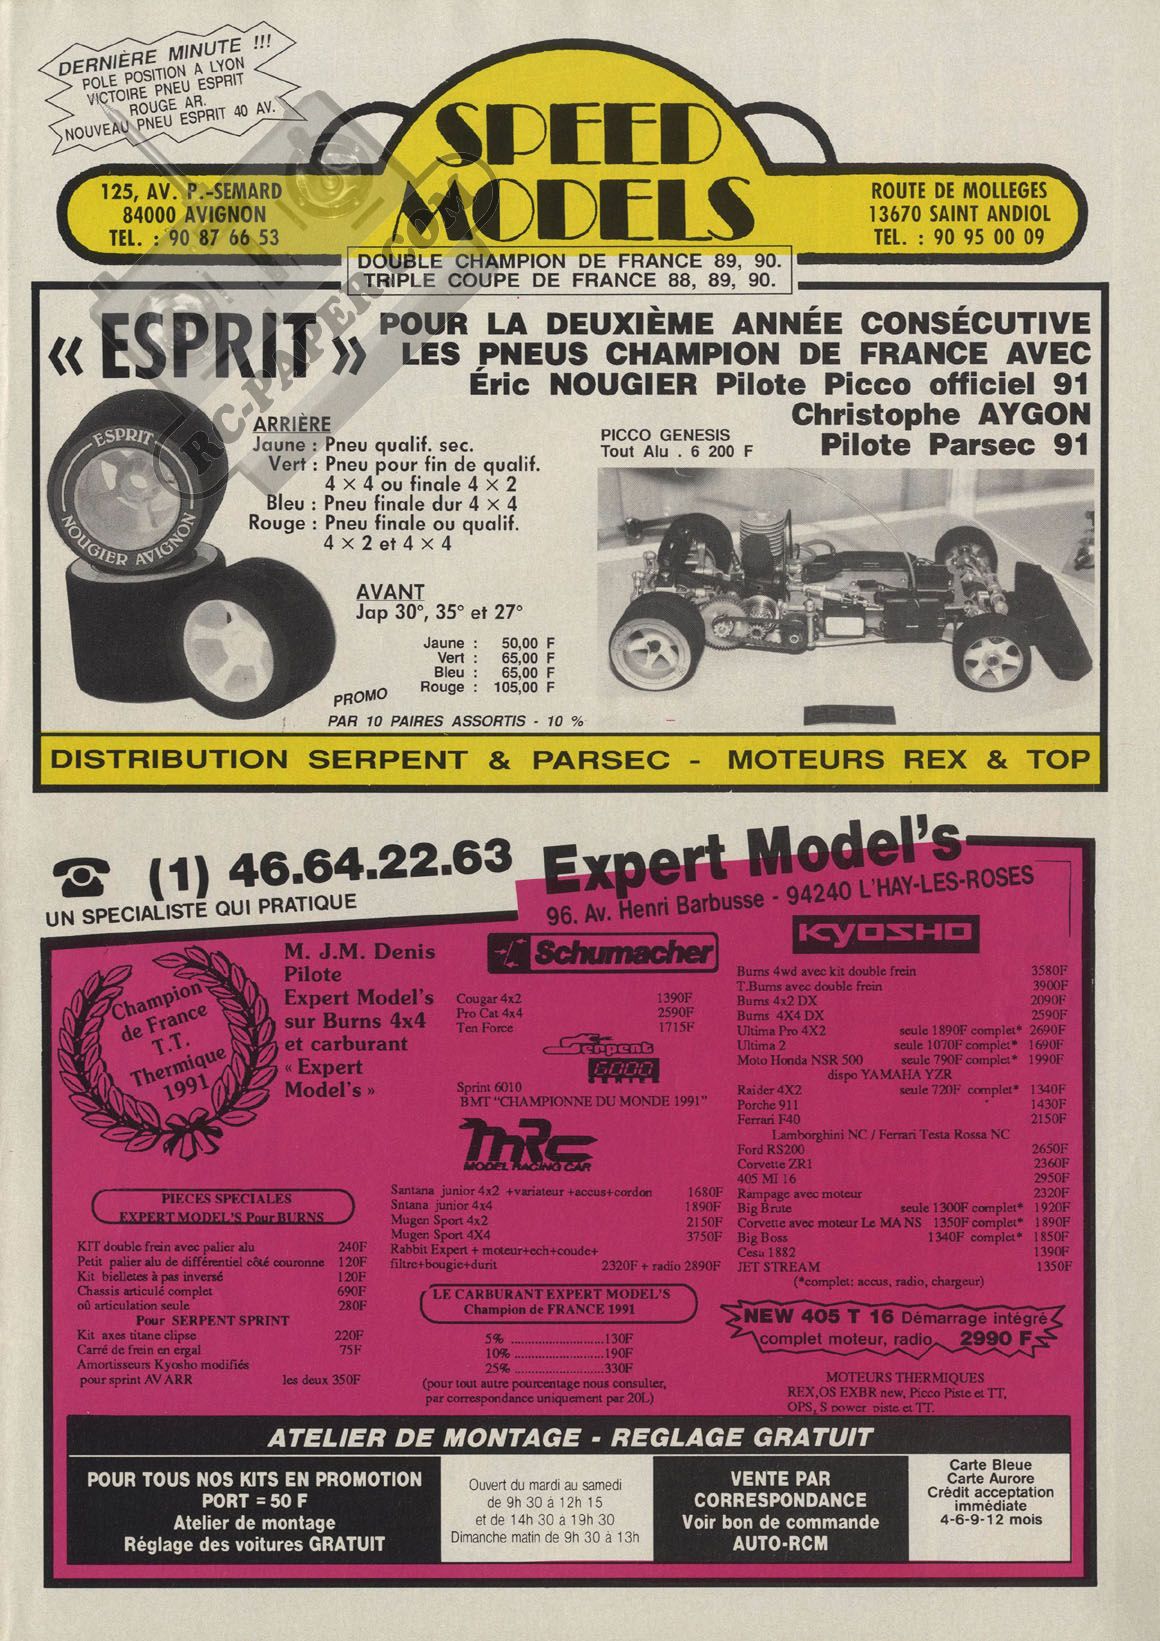 DERNIÈRE MINUTE !!!
POLE POSITION A LYON
VICTOIRE PNEU ESPRIT
ROUGE AR.
NOUVEAU PNEU ESPRIT 40 AV.
SPEED
MODELS
125, AV. P.-SEMARD
84000 AVIGNON
TEL. : 90 87 66 53
ROUTE DE MOLLEGES
13670 SAINT ANDIOL
TEL. : 90 95 00 09
DOUBLE CHAMPION DE FRANCE 89, 90.
TRIPLE COUPE DE FRANCE 88, 89, 90.
RC-PAPER.COM
« ESPRIT »
POUR LA DEUXIÈME ANNÉE CONSÉCUTIVE
LES PNEUS CHAMPION DE FRANCE AVEC
Éric NOUGIER Pilote Picco officiel 91
Christophe AYGON
Pilote Parsec 91
ESPRIT
NOUGIER AVIGNON
ARRIÈRE
Jaune : Pneu qualif. sec.
Vert : Pneu pour fin de qualif.
4 × 4 ou finale 4 × 2
Bleu : Pneu finale dur 4 × 4
Rouge : Pneu finale ou qualif.
4 × 2 et 4 × 4
AVANT
Jap 30°, 35° et 27°
Jaune : 50,00 F
Vert : 65,00 F
Bleu : 65,00 F
Rouge : 105,00 F
PROMO
PAR 10 PAIRES ASSORTIS - 10 %
PICCO GENESIS
Tout Alu . 6 200 F
DISTRIBUTION SERPENT & PARSEC - MOTEURS REX & TOP
(1) 46.64.22.63
UN SPECIALISTE QUI PRATIQUE
Expert Model's
96. Av. Henri Barbusse - 94240 L'HAY-LES-ROSES
Champion
de France
T.T.
Thermique
1991
M. J.M. Denis
Pilote
Expert Model's
sur Burns 4x4
et carburant
« Expert
Model's »
PIECES SPECIALES
EXPERT MODEL'S Pour BURNS
KIT double frein avec palier alu 240F
Petit palier alu de différentiel côté couronne 120F
Kit bielletes à pas inversé 120F
Chassis articulé complet 690F
oû articulation seule 280F
Pour SERPENT SPRINT
Kit axes titane clipse 220F
Carré de frein en ergal 75F
Amortisseurs Kyosho modifiés
pour sprint AV ARR les deux 350F
Schumacher
Cougar 4x2 1390F
Pro Cat 4x4 2590F
Ten Force 1715F
Serpent
6000
SERIES
Sprint 6010
BMT "CHAMPIONNE DU MONDE 1991"
MRC
MODEL RACING CAR
Santana junior 4x2 +variateur +accus+cordon 1680F
Sntana junior 4x4 1890F
Mugen Sport 4x2 2150F
Mugen Sport 4X4 3750F
Rabbit Expert + moteur+ech+coude+
filtre+bougie+durit 2320F + radio 2890F
LE CARBURANT EXPERT MODEL'S
Champion de FRANCE 1991
5% ..........................130F
10% .........................190F
25% .........................330F
(pour tout autre pourcentage nous consulter,
par correspondance uniquement par 20L)
KYOSHO
Burns 4wd avec kit double frein 3580F
T.Burns avec double frein 3900F
Burns 4x2 DX 2090F
Burns 4X4 DX 2590F
Ultima Pro 4X2 seule 1890F complet* 2690F
Ultima 2 seule 1070F complet* 1690F
Moto Honda NSR 500 seule 790F complet* 1990F
dispo YAMAHA YZR
Raider 4X2 seule 720F complet* 1340F
Porche 911 1430F
Ferrari F40 2150F
Lamborghini NC / Ferrari Testa Rossa NC
Ford RS200 2650F
Corvette ZR1 2360F
405 MI 16 2950F
Rampage avec moteur 2320F
Big Brute seule 1300F complet* 1920F
Corvette avec moteur Le MANS 1350F complet* 1890F
Big Boss 1340F complet* 1850F
Cesu 1882 1390F
JET STREAM 1350F
(*complet: accus, radio, chargeur)
NEW 405 T 16 Démarrage intégré
complet moteur, radio 2990 F
MOTEURS THERMIQUES
REX,OS EXBR new, Picco Piste et TT,
OPS, S power piste et TT.
ATELIER DE MONTAGE - REGLAGE GRATUIT
POUR TOUS NOS KITS EN PROMOTION
PORT = 50 F
Atelier de montage
Réglage des voitures GRATUIT
Ouvert du mardi au samedi
de 9h 30 à 12h 15
et de 14h 30 à 19h 30
Dimanche matin de 9h 30 à 13h
VENTE PAR
CORRESPONDANCE
Voir bon de commande
AUTO-RCM
Carte Bleue
Carte Aurore
Crédit acceptation
immédiate
4-6-9-12 mois